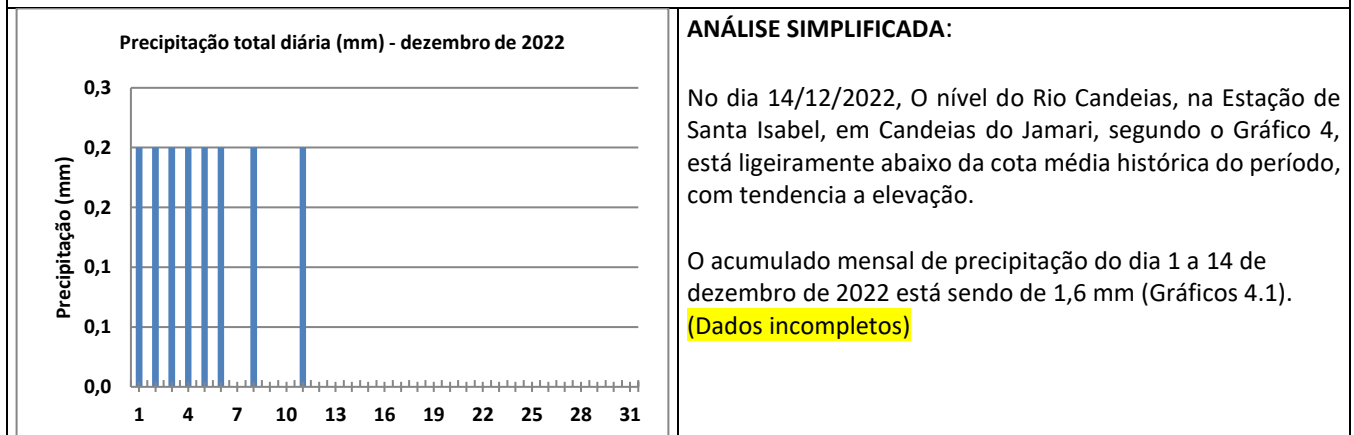 Precipitação total diária (mm) - dezembro de 2022
0,3
0,2
0,2
0,1
0,1
0,0
Precipitação (mm)
1 4 7 10 13 16 19 22 25 28 31
ANÁLISE SIMPLIFICADA:
No dia 14/12/2022, O nível do Rio Candeias, na Estação de
Santa Isabel, em Candeias do Jamari, segundo o Gráfico 4,
está ligeiramente abaixo da cota média histórica do período,
com tendencia a elevação.
O acumulado mensal de precipitação do dia 1 a 14 de
dezembro de 2022 está sendo de 1,6 mm (Gráficos 4.1).
(Dados incompletos)